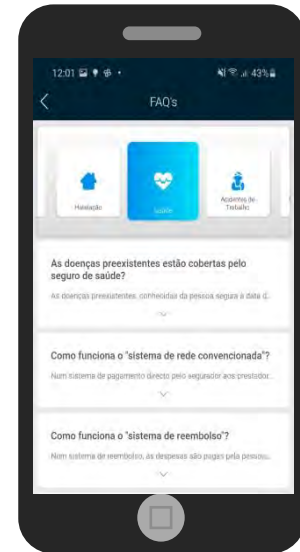 12:01
43%
FAQ's
Habitação
Saúde
Acidentes de
Trabalho
As doenças preexistentes estão cobertas pelo
seguro de saúde?
As doenças preexistentes, conhecidas da pessoa segura à data d...
Como funciona o "sistema de rede convencionada"?
Num sistema de pagamento directo pelo segurador aos prestador...
Como funciona o "sistema de reembolso"?
Num sistema de reembolso, as despesas são pagas pela pessoa...